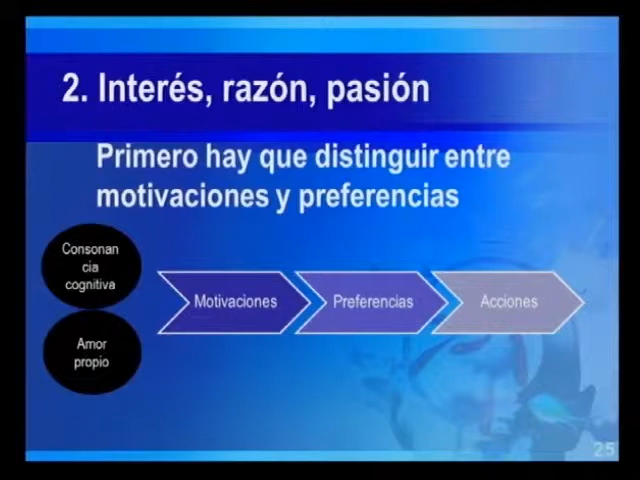 2. Interés, razón, pasión
Primero hay que distinguir entre
motivaciones y preferencias
Consonan
cia
cognitiva
Amor
propio
Motivaciones
Preferencias
Acciones
25